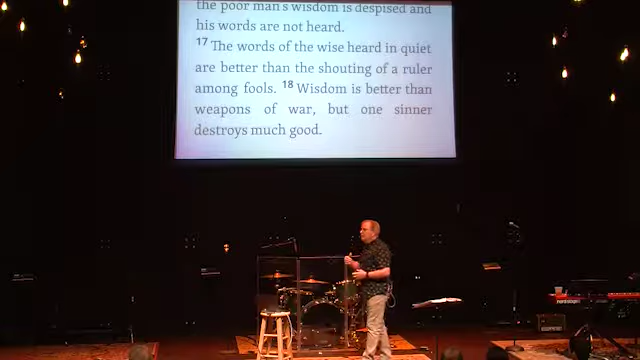 the poor man's wisdom is despised and
his words are not heard.
17 The words of the wise heard in quiet
are better than the shouting of a ruler
among fools. 18 Wisdom is better than
weapons of war, but one sinner
destroys much good.
nord stage